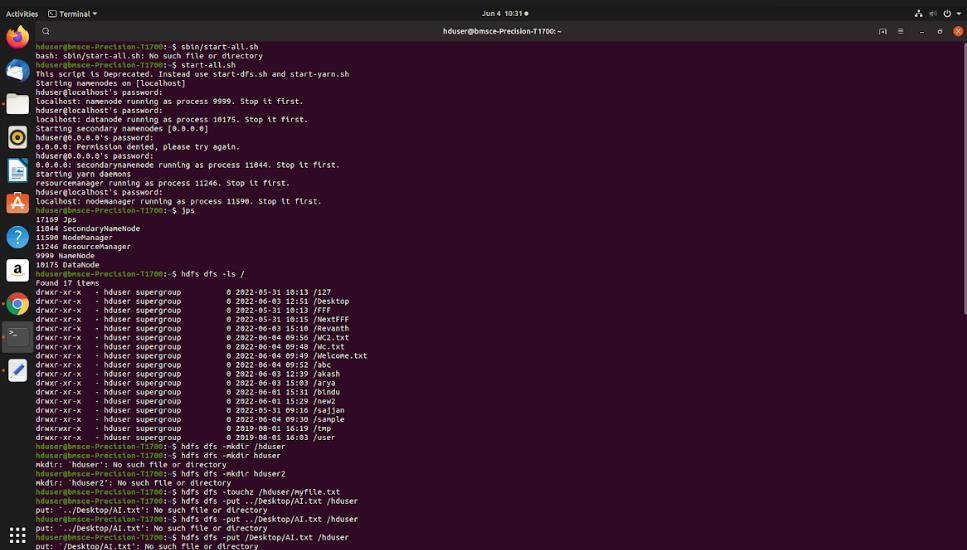 Activities
Terminal
Jun 4 10:31
hduser@bmsce-Precision-T1700: ~
hduser@bmsce-Precision-T1700:~$ sbin/start-all.sh
bash: sbin/start-all.sh: No such file or directory
hduser@bmsce-Precision-T1700:~$ start-all.sh
This script is Deprecated. Instead use start-dfs.sh and start-yarn.sh
Starting namenodes on [localhost]
hduser@localhost's password:
localhost: namenode running as process 9999. Stop it first.
hduser@localhost's password:
localhost: datanode running as process 10175. Stop it first.
Starting secondary namenodes [0.0.0.0]
hduser@0.0.0.0's password:
0.0.0.0: Permission denied, please try again.
hduser@0.0.0.0's password:
0.0.0.0: secondarynamenode running as process 11044. Stop it first.
starting yarn daemons
resourcemanager running as process 11246. Stop it first.
hduser@localhost's password:
localhost: nodemanager running as process 11590. Stop it first.
hduser@bmsce-Precision-T1700:~$ jps
17169 Jps
11044 SecondaryNameNode
11590 NodeManager
11246 ResourceManager
9999 NameNode
10175 DataNode
hduser@bmsce-Precision-T1700:~$ hdfs dfs -ls /
Found 17 items
drwxr-xr-x - hduser supergroup 0 2022-05-31 10:13 /127
drwxr-xr-x - hduser supergroup 0 2022-06-03 12:51 /Desktop
drwxr-xr-x - hduser supergroup 0 2022-05-31 10:13 /FFF
drwxr-xr-x - hduser supergroup 0 2022-05-31 10:15 /NextFFF
drwxr-xr-x - hduser supergroup 0 2022-06-03 15:10 /Revanth
drwxr-xr-x - hduser supergroup 0 2022-06-04 09:56 /WC2.txt
drwxr-xr-x - hduser supergroup 0 2022-06-04 09:48 /Wc.txt
drwxr-xr-x - hduser supergroup 0 2022-06-04 09:49 /Welcome.txt
drwxr-xr-x - hduser supergroup 0 2022-06-04 09:52 /abc
drwxr-xr-x - hduser supergroup 0 2022-06-03 12:39 /akash
drwxr-xr-x - hduser supergroup 0 2022-06-03 15:03 /arya
drwxr-xr-x - hduser supergroup 0 2022-06-01 15:31 /bindu
drwxr-xr-x - hduser supergroup 0 2022-06-01 15:29 /new2
drwxr-xr-x - hduser supergroup 0 2022-05-31 09:16 /sajjan
drwxr-xr-x - hduser supergroup 0 2022-06-04 09:30 /sample
drwxrwxr-x - hduser supergroup 0 2019-08-01 16:19 /tmp
drwxr-xr-x - hduser supergroup 0 2019-08-01 16:03 /user
hduser@bmsce-Precision-T1700:~$ hdfs dfs -mkdir /hduser
hduser@bmsce-Precision-T1700:~$ hdfs dfs -mkdir hduser
mkdir: `hduser': No such file or directory
hduser@bmsce-Precision-T1700:~$ hdfs dfs -mkdir hduser2
mkdir: `hduser2': No such file or directory
hduser@bmsce-Precision-T1700:~$ hdfs dfs -touchz /hduser/myfile.txt
hduser@bmsce-Precision-T1700:~$ hdfs dfs -put ../Desktop/AI.txt /hduser
put: `../Desktop/AI.txt': No such file or directory
hduser@bmsce-Precision-T1700:~$ hdfs dfs -put ../Desktop/AI.txt /hduser
put: `../Desktop/AI.txt': No such file or directory
hduser@bmsce-Precision-T1700:~$ hdfs dfs -put /Desktop/AI.txt /hduser
put: `/Desktop/AI.txt': No such file or directory